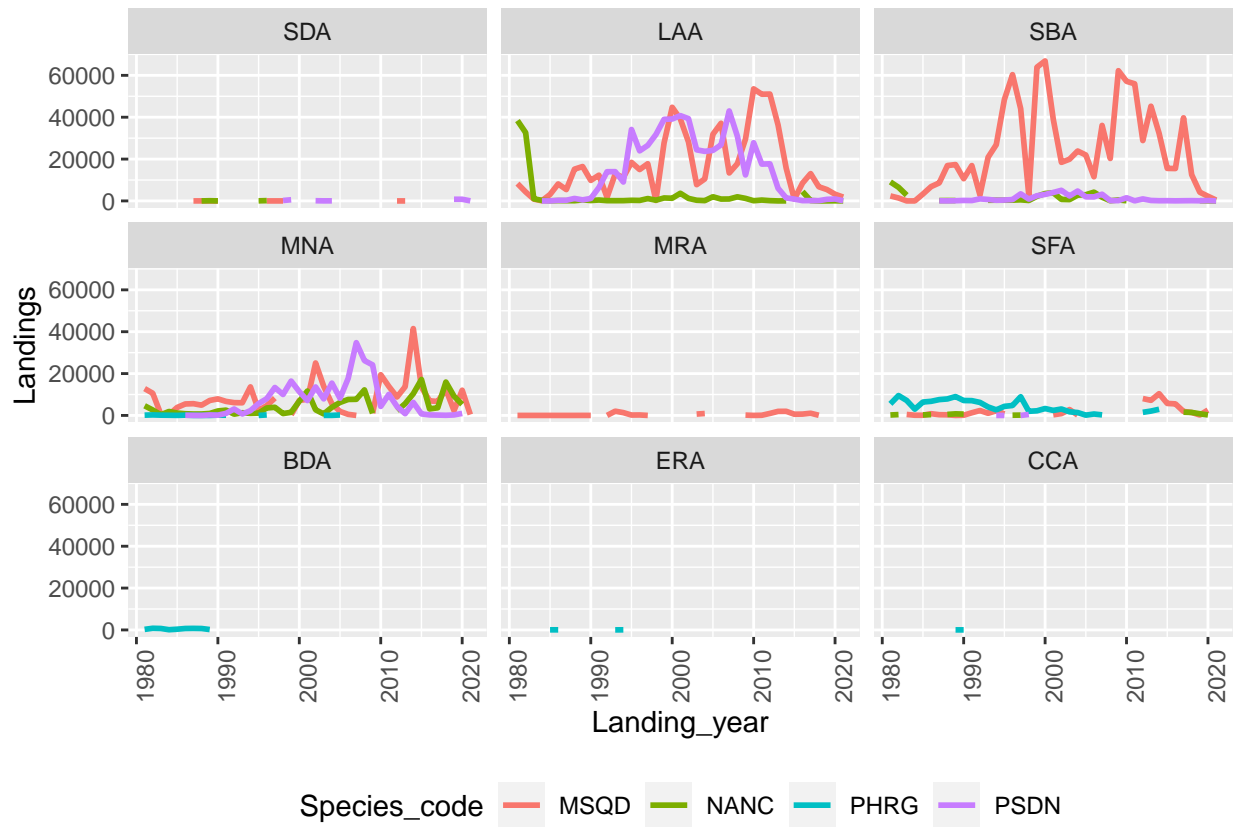 SDA LAA SBA
60000
40000
20000
0
MNA MRA SFA
60000
40000
20000
0
Landings
BDA ERA CCA
60000
40000
20000
0
1980 1990 2000 2010 2020 1980 1990 2000 2010 2020 1980 1990 2000 2010 2020
Landing_year
Species_code MSQD NANC PHRG PSDN